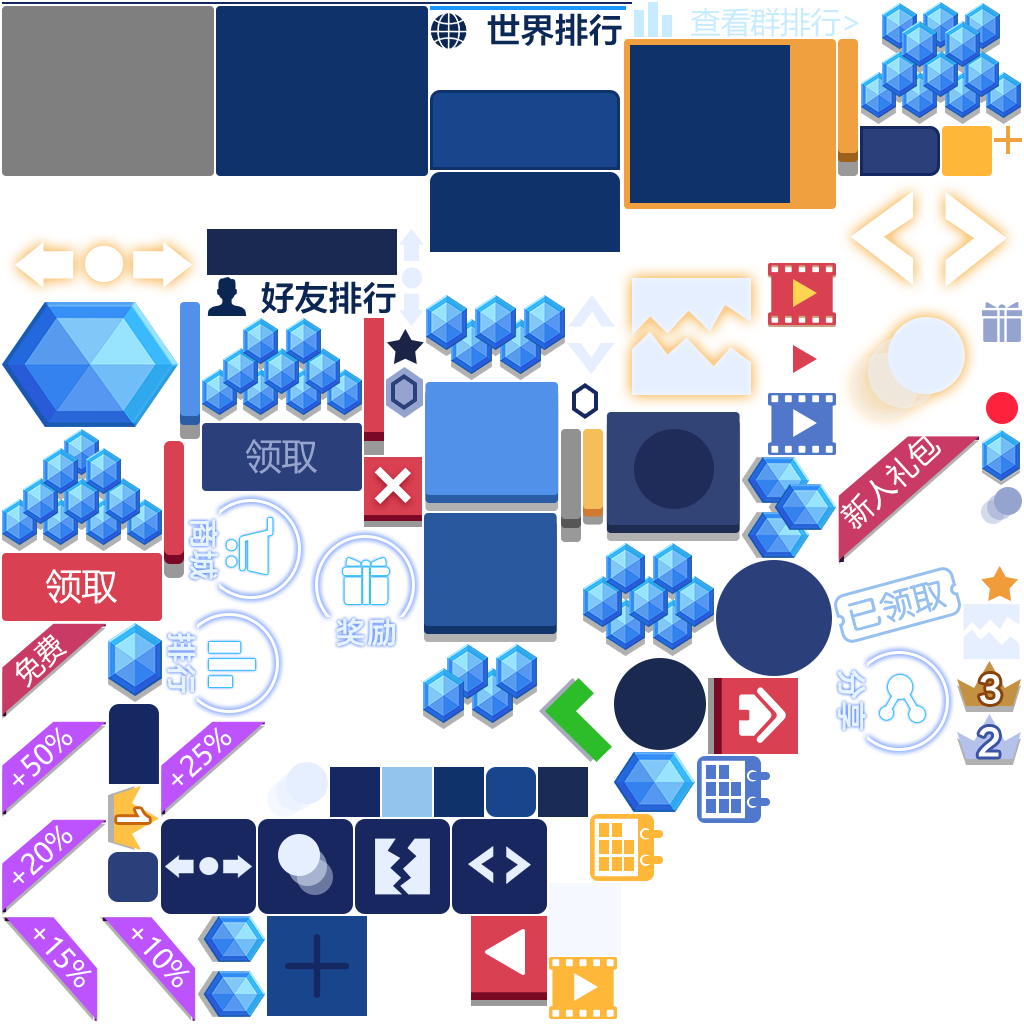 世界排行
查看群排行>
好友排行
领取
新人礼包
商城
领取
奖励
已领取
免费
排行
分享
3
2
+50%
+25%
1
+20%
+15%
+10%